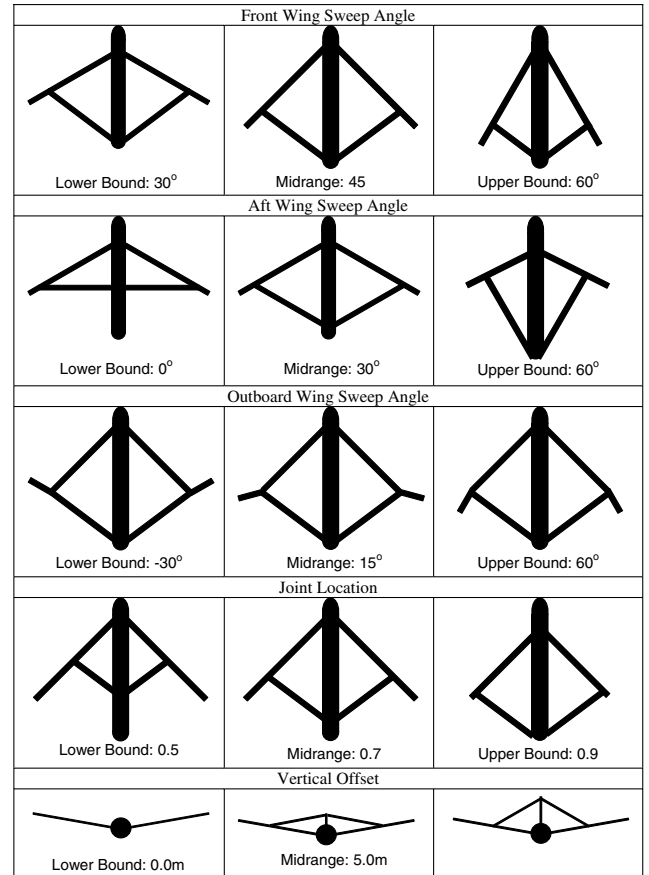 Front Wing Sweep Angle
Lower Bound: 30°
Midrange: 45
Upper Bound: 60°
Aft Wing Sweep Angle
Lower Bound: 0°
Midrange: 30°
Upper Bound: 60°
Outboard Wing Sweep Angle
Lower Bound: -30°
Midrange: 15°
Upper Bound: 60°
Joint Location
Lower Bound: 0.5
Midrange: 0.7
Upper Bound: 0.9
Vertical Offset
Lower Bound: 0.0m
Midrange: 5.0m